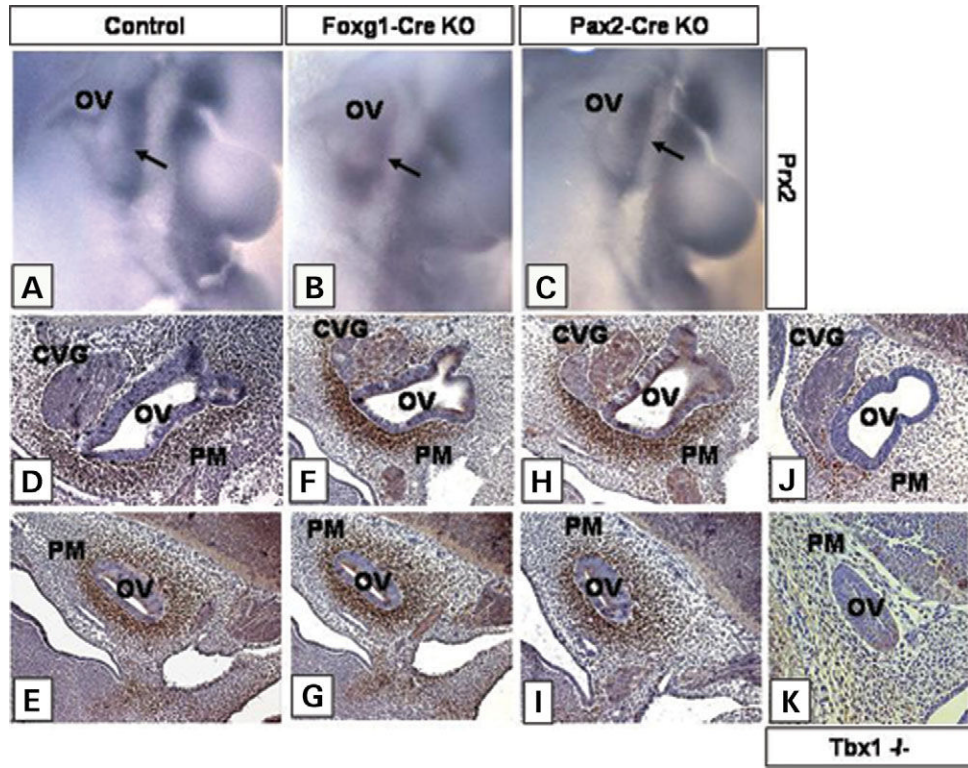 Control Foxg1-Cre KO Pax2-Cre KO
OV OV OV
Prx2
A B C
CVG CVG CVG CVG
OV OV OV OV
PM PM PM PM
D F H J
PM PM PM PM
OV OV OV OV
E G I K
Tbx1 -/-